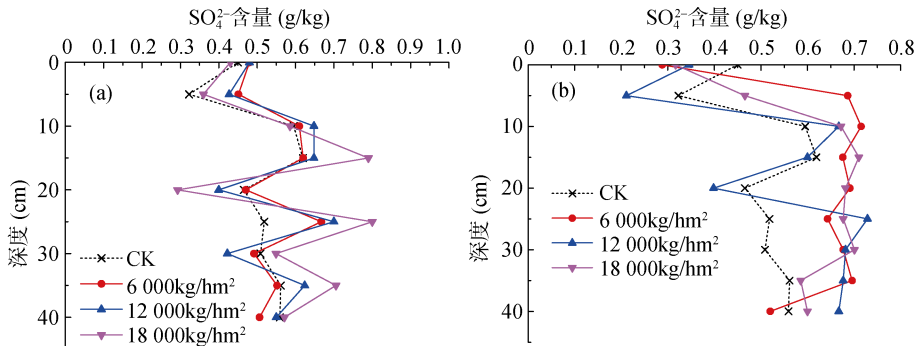 SO₄²⁻含量 (g/kg)
0 0.1 0.2 0.3 0.4 0.5 0.6 0.7 0.8 0.9 1.0
0
10
20
30
40
深度 (cm)
(a)
CK
6 000kg/hm²
12 000kg/hm²
18 000kg/hm²
SO₄²⁻含量 (g/kg)
0 0.1 0.2 0.3 0.4 0.5 0.6 0.7 0.8
0
10
20
30
40
深度 (cm)
(b)
CK
6 000kg/hm²
12 000kg/hm²
18 000kg/hm²